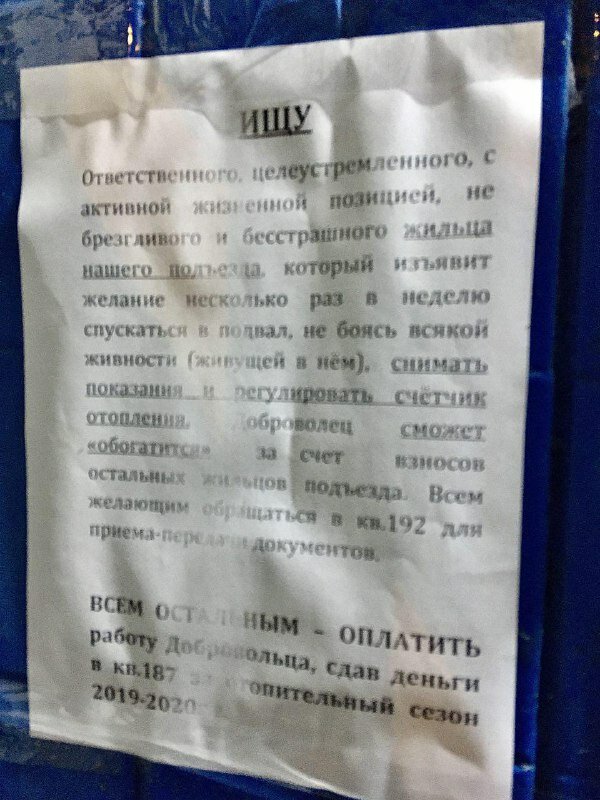 ИЩУ
Ответственного, целеустремленного, с
активной жизненной позицией, не
брезгливого и бесстрашного жильца
нашего подъезда, который изъявит
желание несколько раз в неделю
спускаться в подвал, не боясь всякой
живности (живущей в нём), снимать
показания и регулировать счётчик
отопления. Доброволец сможет
«обогатится» за счет взносов
остальных жильцов подъезда. Всем
желающим обращаться в кв.192 для
приема-передачи документов.
ВСЕМ ОСТАЛЬНЫМ – ОПЛАТИТЬ
работу Добровольца, сдав деньги
в кв.187 за отопительный сезон
2019-2020